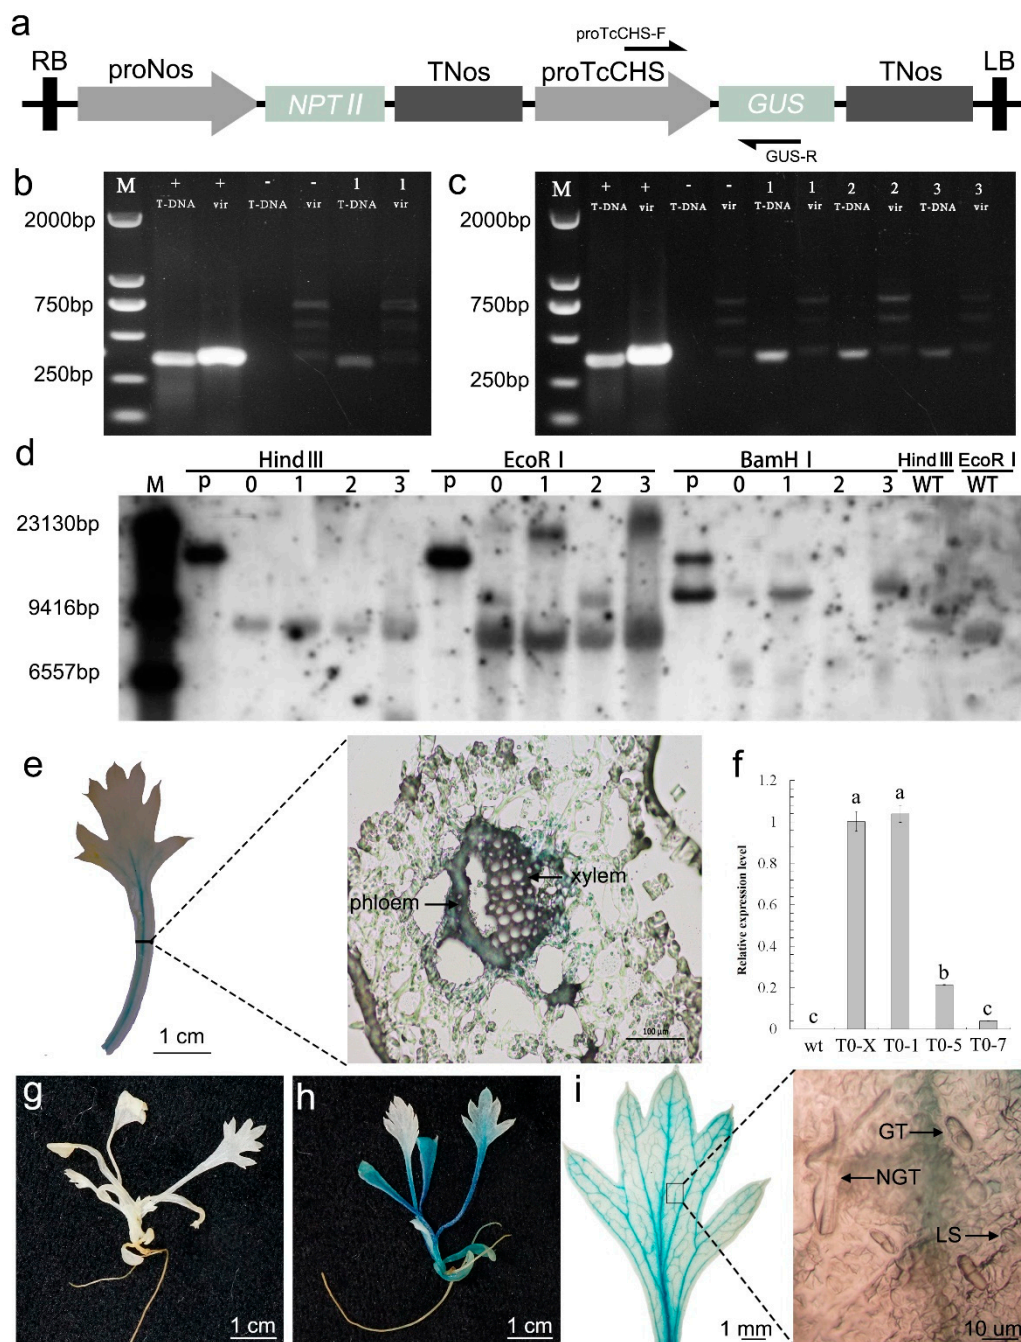 a
proTcCHS-F
RB proNos TNos proTcCHS TNos LB
NPT II GUS
GUS-R
b
M + + - - 1 1
T-DNA vir T-DNA vir T-DNA vir
2000bp
750bp
250bp
c
M + + - - 1 1 2 2 3 3
T-DNA vir T-DNA vir T-DNA vir T-DNA vir T-DNA vir
2000bp
750bp
250bp
d
Hind III EcoR I BamH I Hind III EcoR I
M p 0 1 2 3 p 0 1 2 3 p 0 1 2 3 WT WT
23130bp
9416bp
6557bp
e
1 cm
xylem
phloem
100 μm
f
Relative expression level
1.2
1
0.8
0.6
0.4
0.2
0
c a a b c
wt T0-X T0-1 T0-5 T0-7
g
1 cm
h
1 cm
i
1 mm
GT
NGT
LS
10 um